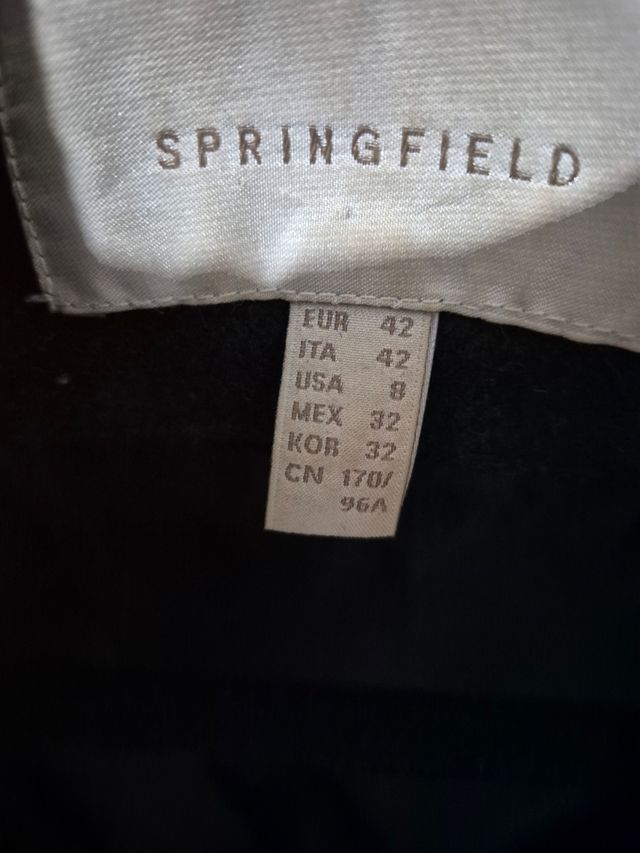 SPRINGFIELD
EUR 42
ITA 42
USA 8
MEX 32
KOR 32
CN 170/
96A